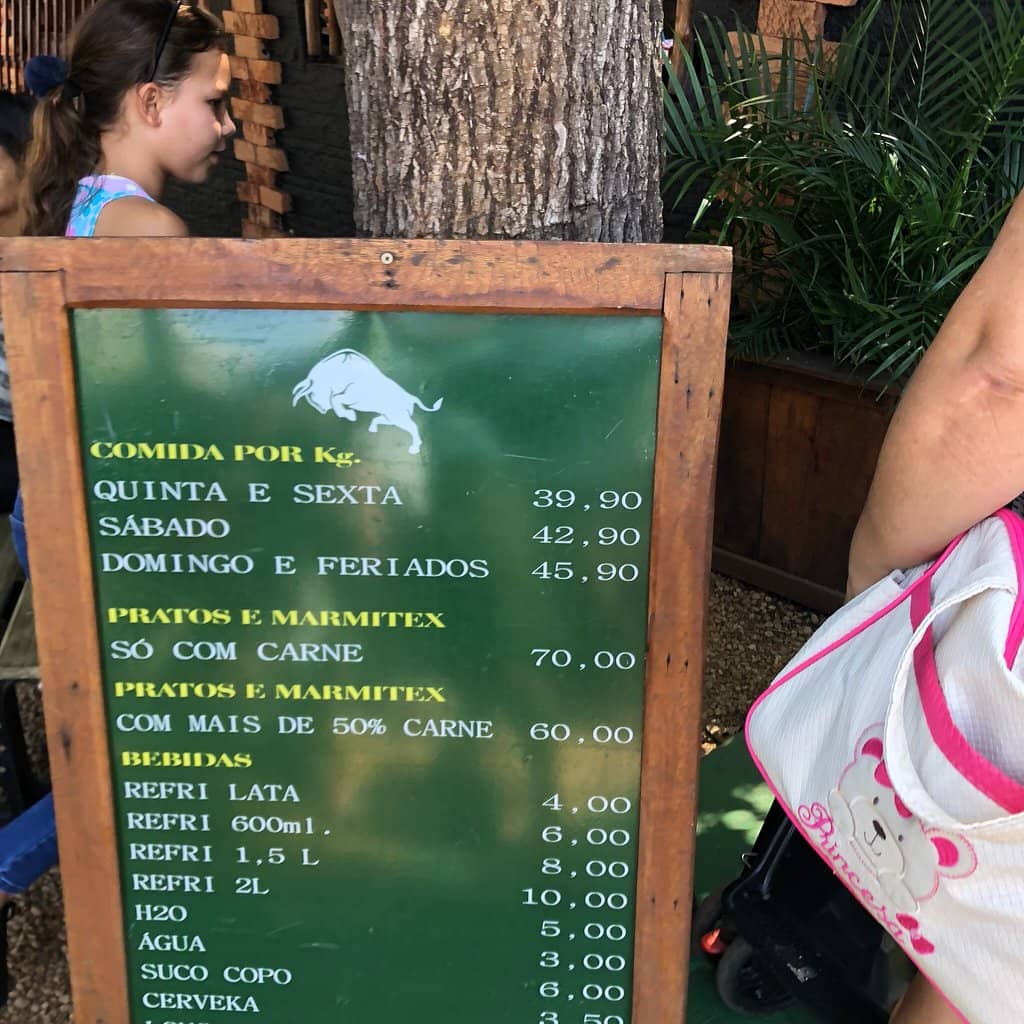 COMIDA POR Kg.
QUINTA E SEXTA 39,90
SÁBADO 42,90
DOMINGO E FERIADOS 45,90
PRATOS E MARMITEX
SÓ COM CARNE 70,00
PRATOS E MARMITEX
COM MAIS DE 50% CARNE 60,00
BEBIDAS
REFRI LATA 4,00
REFRI 600ml. 6,00
REFRI 1,5 L 8,00
REFRI 2L 10,00
H2O 5,00
ÁGUA 3,00
SUCO COPO 6,00
CERVEKA 3,50
Princesa